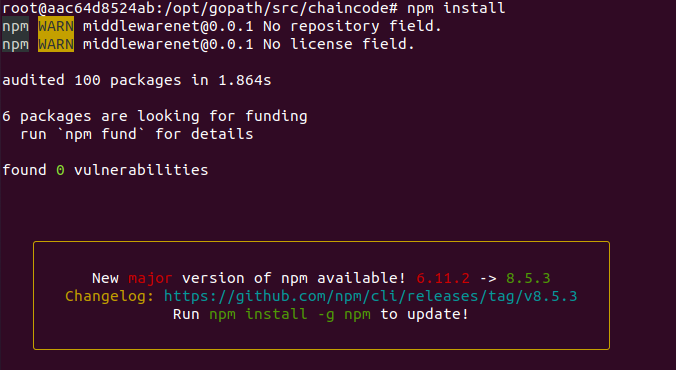 root@aac64d8524ab:/opt/gopath/src/chaincode# npm install
npm WARN middlewarenet@0.0.1 No repository field.
npm WARN middlewarenet@0.0.1 No license field.
audited 100 packages in 1.864s
6 packages are looking for funding
run `npm fund` for details
found 0 vulnerabilities
New major version of npm available! 6.11.2 -> 8.5.3
Changelog: https://github.com/npm/cli/releases/tag/v8.5.3
Run npm install -g npm to update!